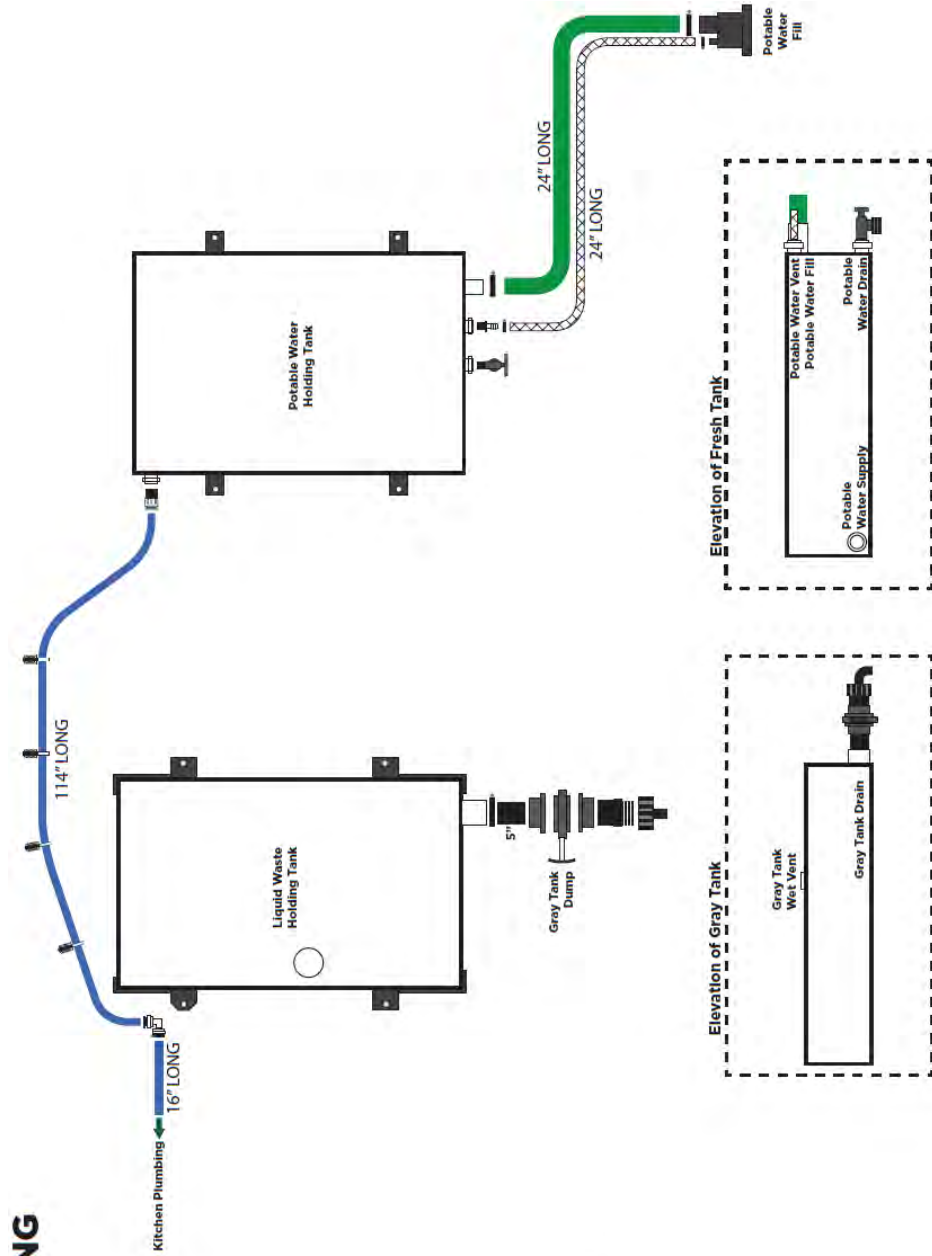 NG
Kitchen Plumbing
16" LONG
114" LONG
Liquid Waste
Holding Tank
5"
Gray Tank
Dump
Potable Water
Holding Tank
24" LONG
24" LONG
Potable
Water
Fill
Elevation of Gray Tank
Gray Tank
Wet Vent
Gray Tank Drain
Elevation of Fresh Tank
Potable
Water Supply
Potable Water Vent
Potable Water Fill
Potable
Water Drain